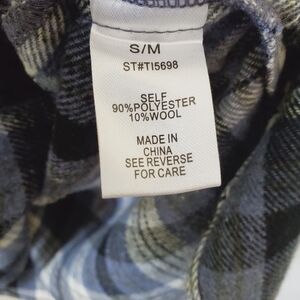 S/M
ST#TI5698
SELF
90%POLYESTER
10%WOOL
MADE IN
CHINA
SEE REVERSE
FOR CARE